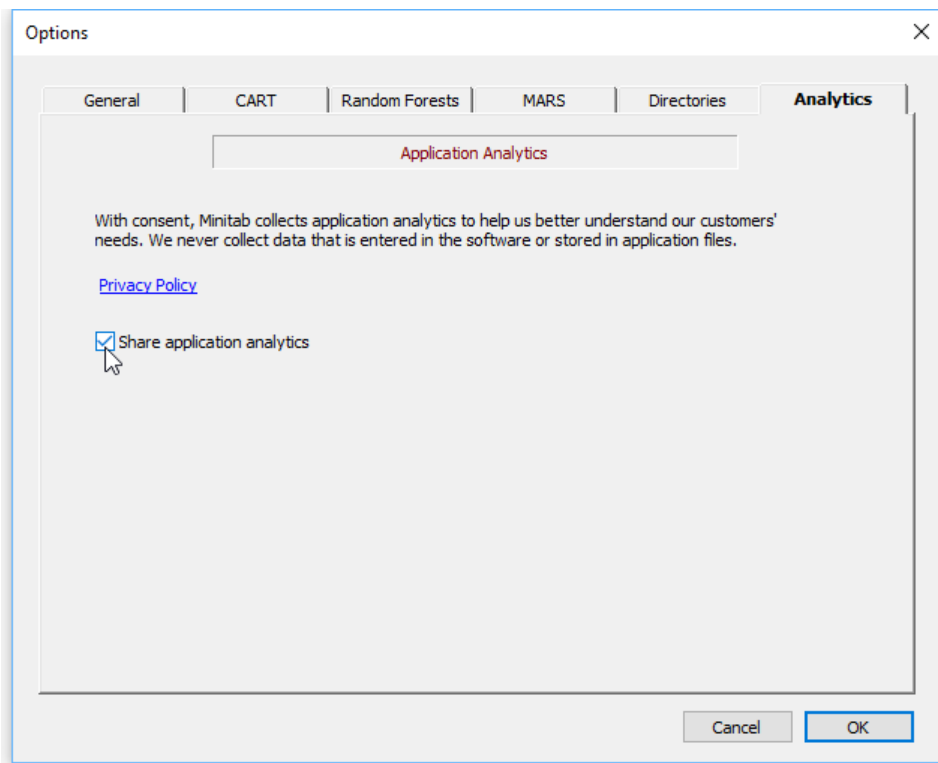 Options
General
CART
Random Forests
MARS
Directories
Analytics
Application Analytics
With consent, Minitab collects application analytics to help us better understand our customers'
needs. We never collect data that is entered in the software or stored in application files.
Privacy Policy
Share application analytics
Cancel
OK